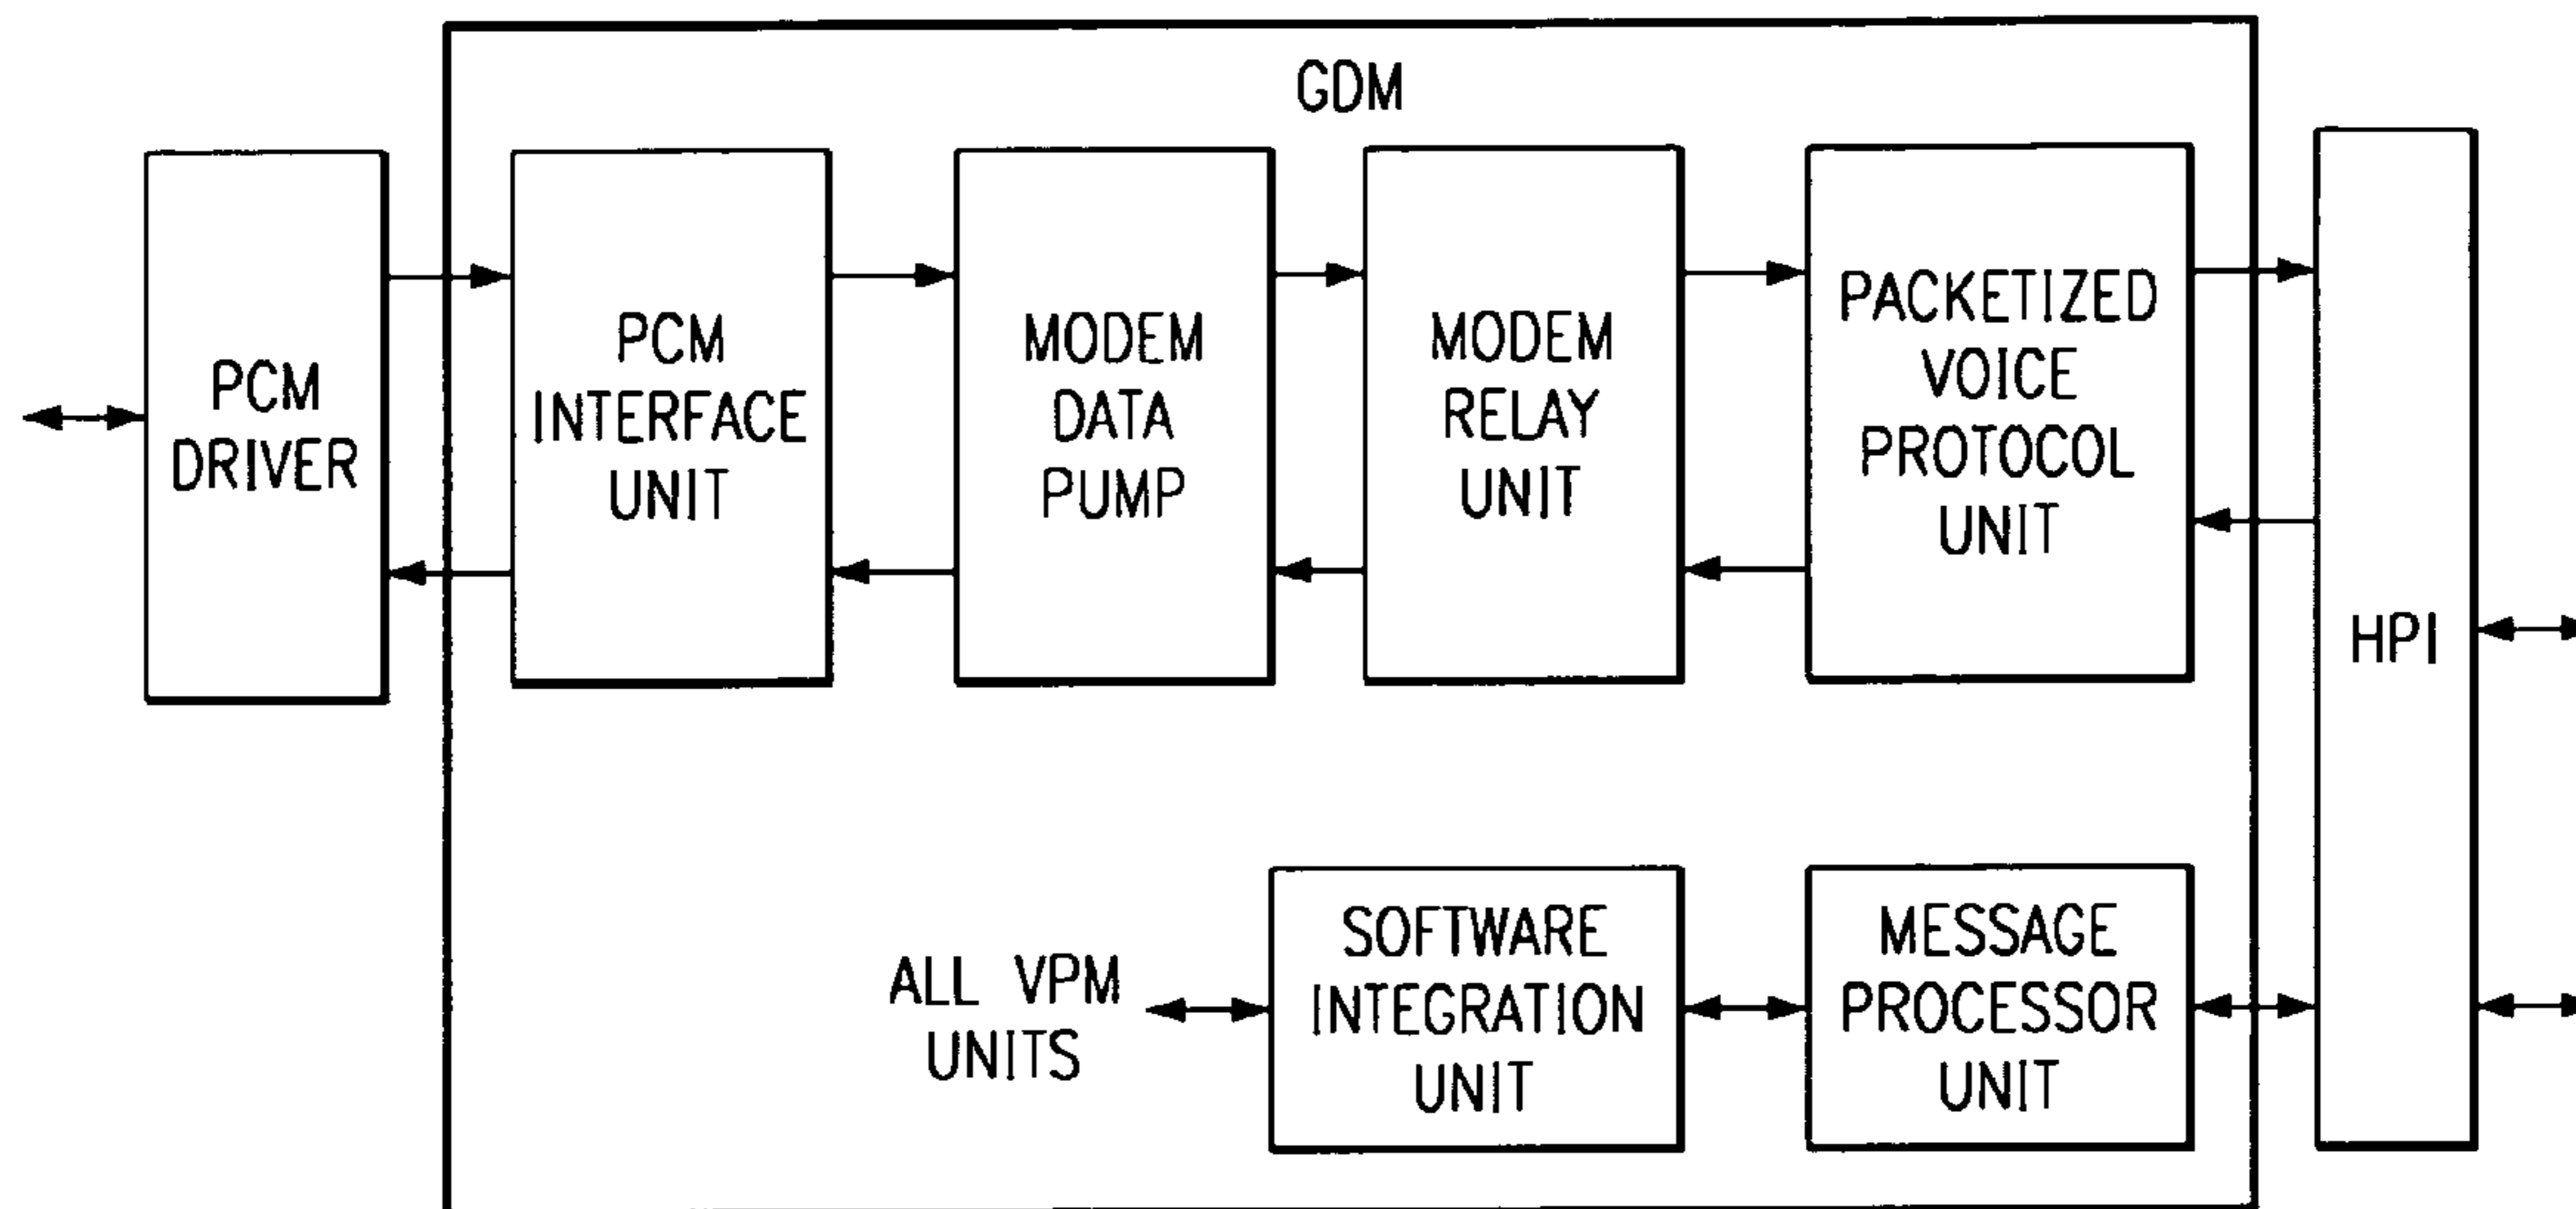 GDM
PCM
DRIVER
PCM
INTERFACE
UNIT
MODEM
DATA
PUMP
MODEM
RELAY
UNIT
PACKETIZED
VOICE
PROTOCOL
UNIT
HPI
ALL VPM
UNITS
SOFTWARE
INTEGRATION
UNIT
MESSAGE
PROCESSOR
UNIT